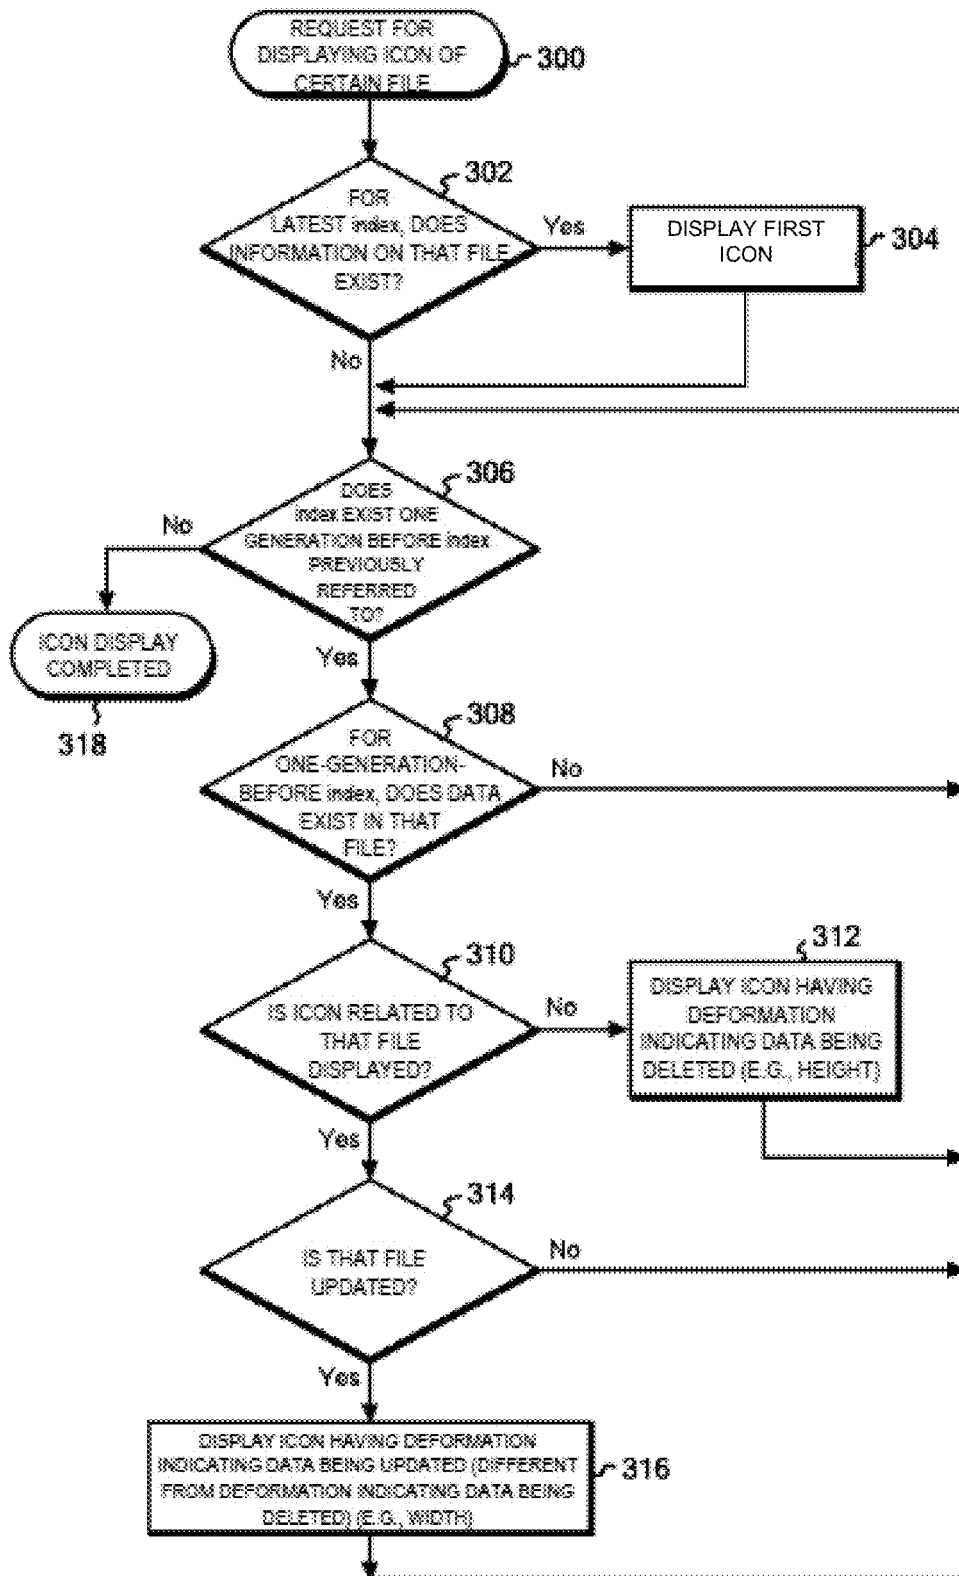 REQUEST FOR
DISPLAYING ICON OF
CERTAIN FILE
300
302
FOR
LATEST index, DOES
INFORMATION ON THAT FILE
EXIST?
Yes
DISPLAY FIRST
ICON
304
No
306
DOES
index EXIST ONE
GENERATION BEFORE index
PREVIOUSLY
REFERRED
TO?
No
ICON DISPLAY
COMPLETED
318
Yes
308
FOR
ONE-GENERATION-
BEFORE index, DOES DATA
EXIST IN THAT
FILE?
No
Yes
310
IS ICON RELATED TO
THAT FILE
DISPLAYED?
No
312
DISPLAY ICON HAVING
DEFORMATION
INDICATING DATA BEING
DELETED (E.G., HEIGHT)
Yes
314
IS THAT FILE
UPDATED?
No
Yes
DISPLAY ICON HAVING DEFORMATION
INDICATING DATA BEING UPDATED (DIFFERENT
FROM DEFORMATION INDICATING DATA BEING
DELETED) (E.G., WIDTH)
316